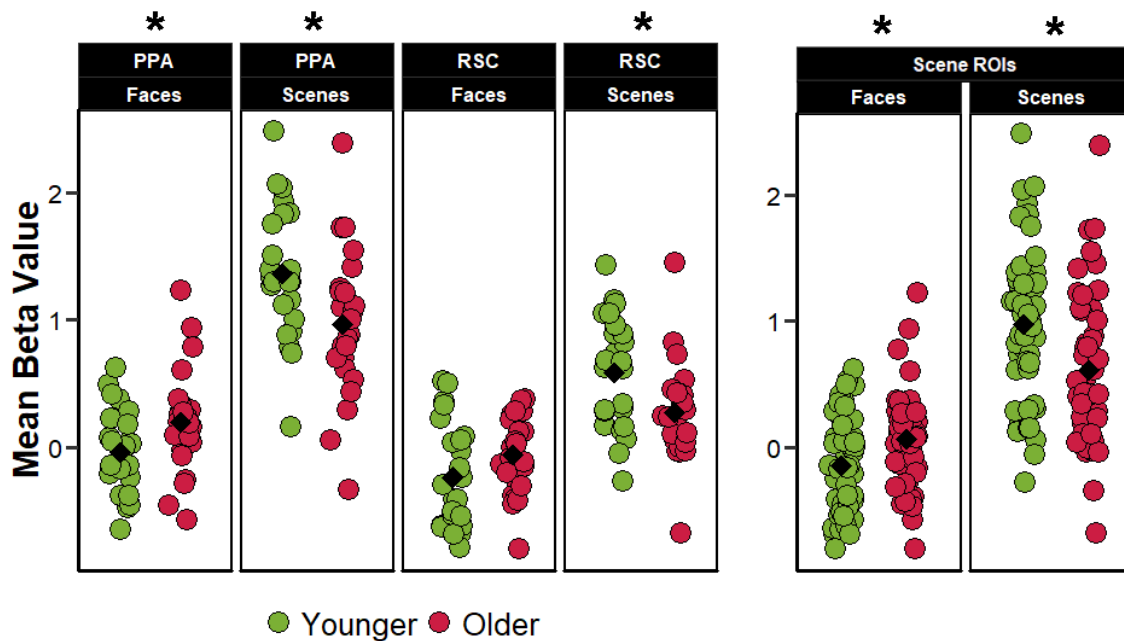 * * * * *
PPA PPA RSC RSC Scene ROIs
Faces Scenes Faces Scenes Faces Scenes
Mean Beta Value
2 2
1 1
0 0
Younger Older